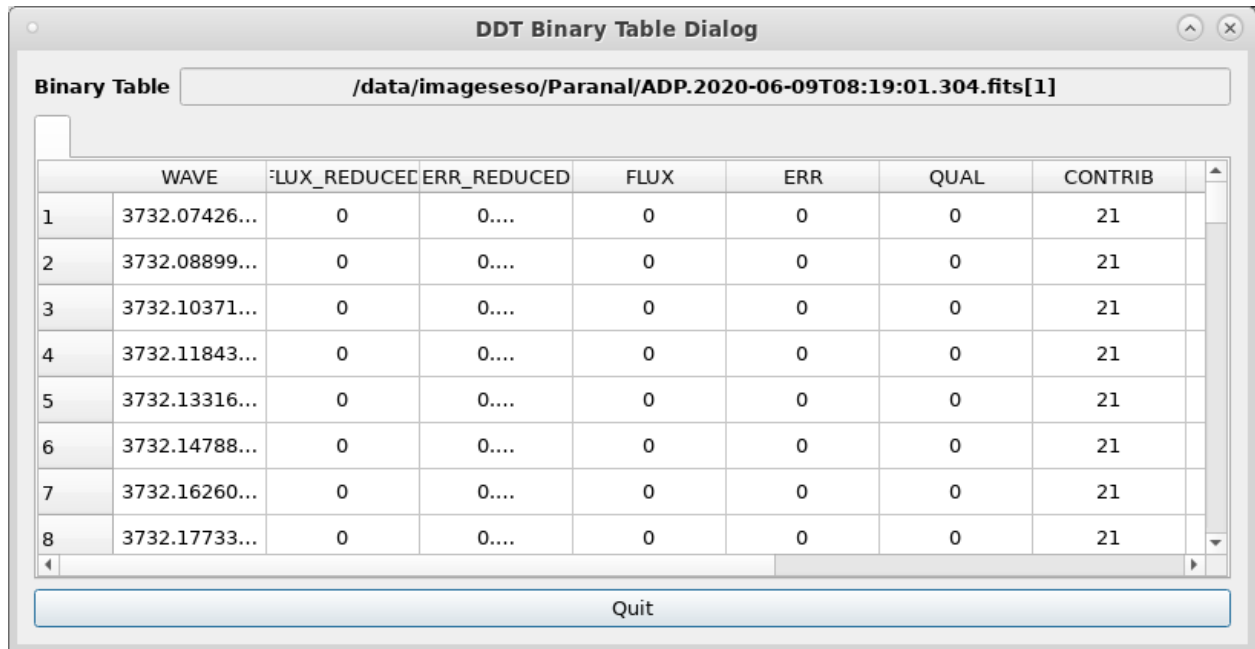 DDT Binary Table Dialog
Binary Table /data/imageseso/Paranal/ADP.2020-06-09T08:19:01.304.fits[1]
WAVE FLUX_REDUCED ERR_REDUCED FLUX ERR QUAL CONTRIB
1 3732.07426... 0 0.... 0 0 0 21
2 3732.08899... 0 0.... 0 0 0 21
3 3732.10371... 0 0.... 0 0 0 21
4 3732.11843... 0 0.... 0 0 0 21
5 3732.13316... 0 0.... 0 0 0 21
6 3732.14788... 0 0.... 0 0 0 21
7 3732.16260... 0 0.... 0 0 0 21
8 3732.17733... 0 0.... 0 0 0 21
Quit